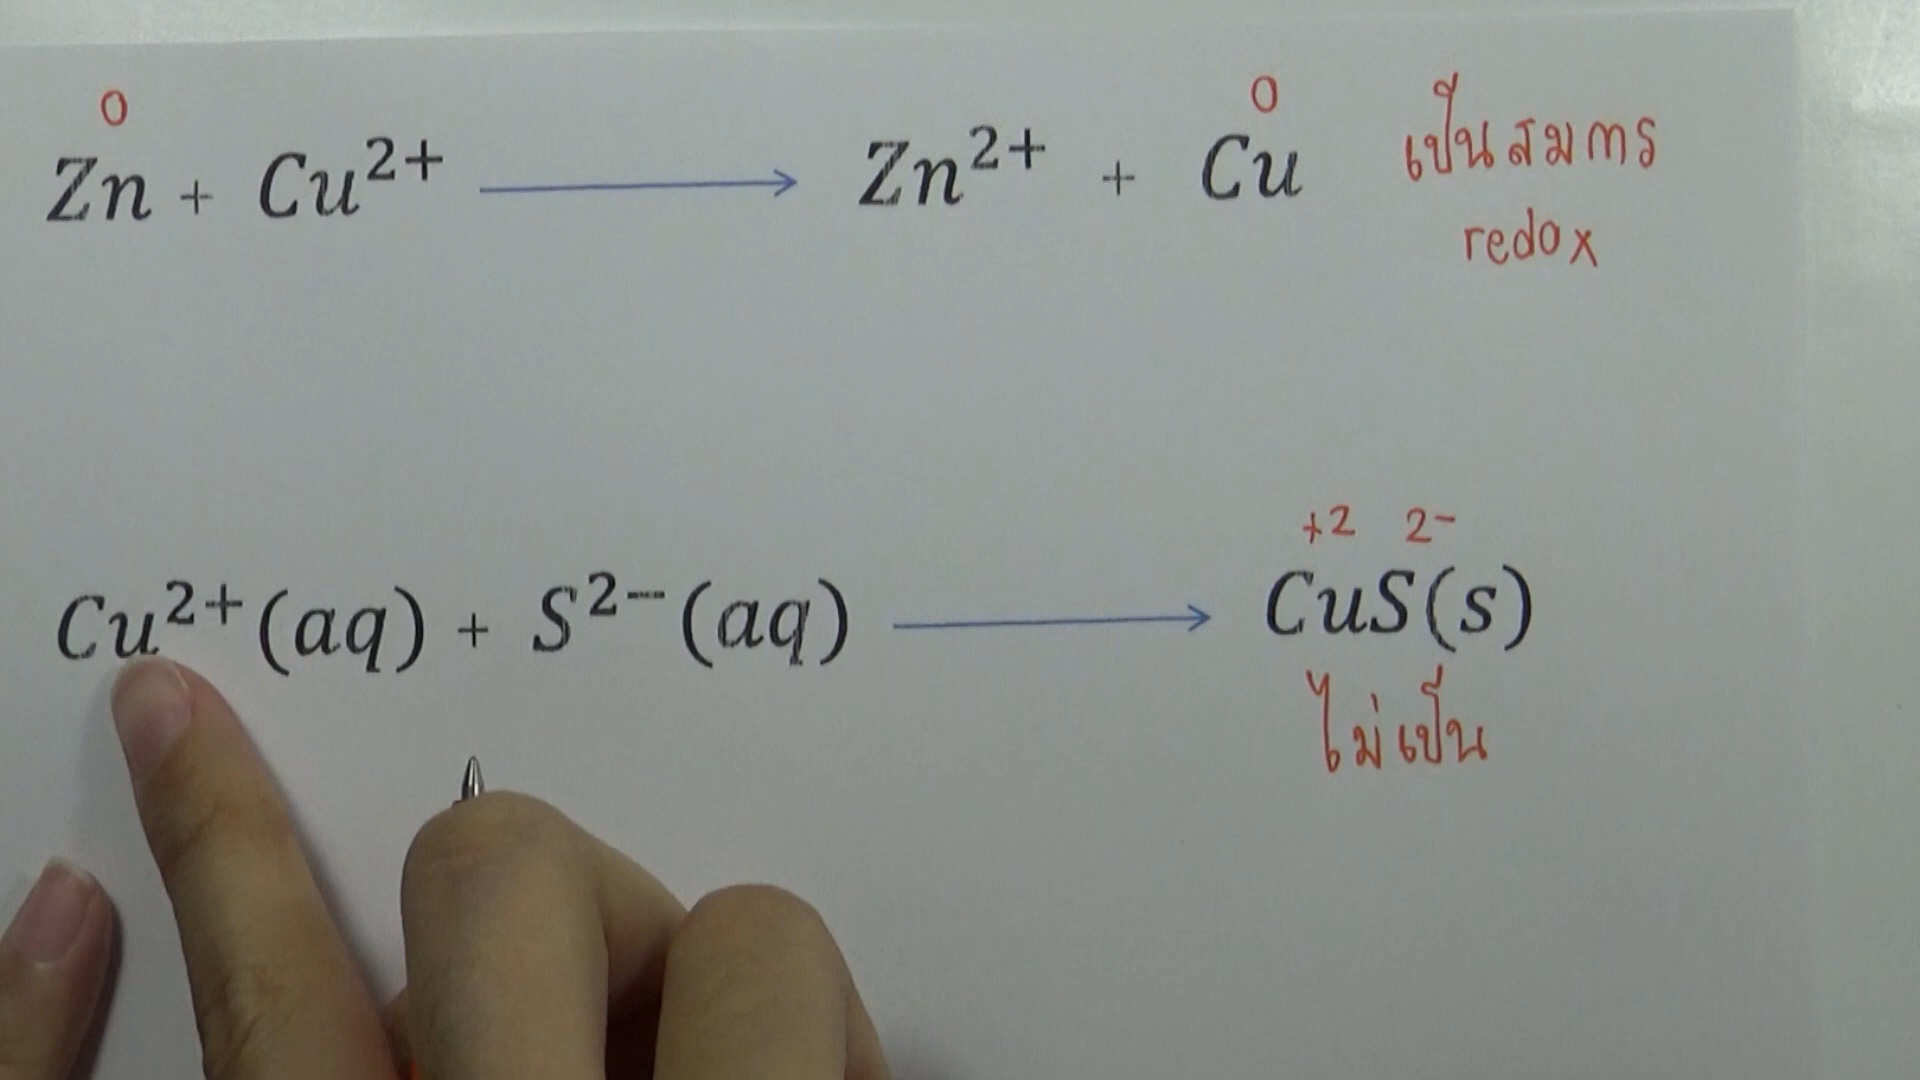 0 0
Zn + Cu²⁺ ⟶ Zn²⁺ + Cu เป็นสมการ
redox
+2 2-
Cu²⁺(aq) + S²⁻(aq) ⟶ CuS(s)
ไม่เป็น